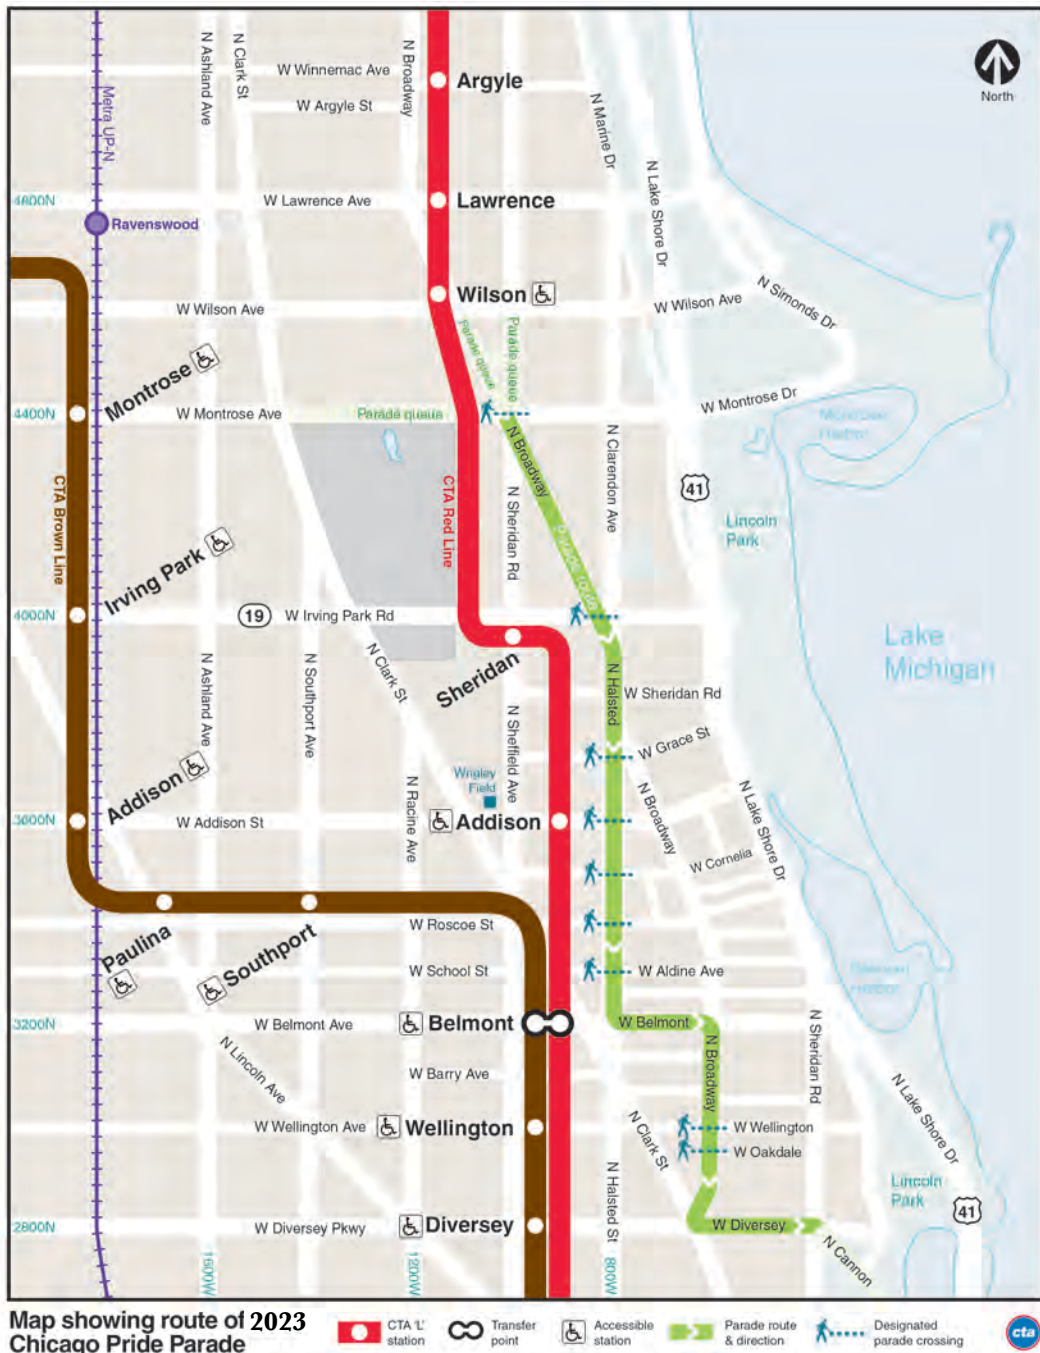 N Ashland Ave
N Clark St
N Broadway
W Winnemac Ave
Argyle
W Argyle St
North
Metra UP-N
N Marine Dr
N Lake Shore Dr
4800N
W Lawrence Ave
Lawrence
Ravenswood
Wilson
W Wilson Ave
W Wilson Ave
N Simonds Dr
Parade queue
Parade queue
Montrose
4400N
W Montrose Ave
Parade queue
W Montrose Dr
Montrose
Harbor
N Broadway
N Clarendon Ave
CTA Brown Line
CTA Red Line
N Sheridan Rd
41
Lincoln
Park
Parade route
Irving Park
4000N
19
W Irving Park Rd
Lake
Michigan
N Clark St
Sheridan
N Halsted
W Sheridan Rd
N Ashland Ave
N Southport Ave
N Sheffield Ave
W Grace St
Addison
Wrigley
Field
N Racine Ave
N Broadway
N Lake Shore Dr
3600N
W Addison St
Addison
W Cornelia
W Roscoe St
Paulina
Southport
W School St
W Aldine Ave
Belmont
Harbor
3200N
W Belmont Ave
Belmont
W Belmont
N Broadway
N Sheridan Rd
N Lincoln Ave
W Barry Ave
N Lake Shore Dr
W Wellington Ave
Wellington
N Clark St
W Wellington
W Oakdale
N Halsted St
Lincoln
Park
41
2800N
W Diversey Pkwy
Diversey
W Diversey
N Cannon
1600W
1200W
800W
Map showing route of 2023
Chicago Pride Parade
CTA 'L'
station
Transfer
point
Accessible
station
Parade route
& direction
Designated
parade crossing
cta